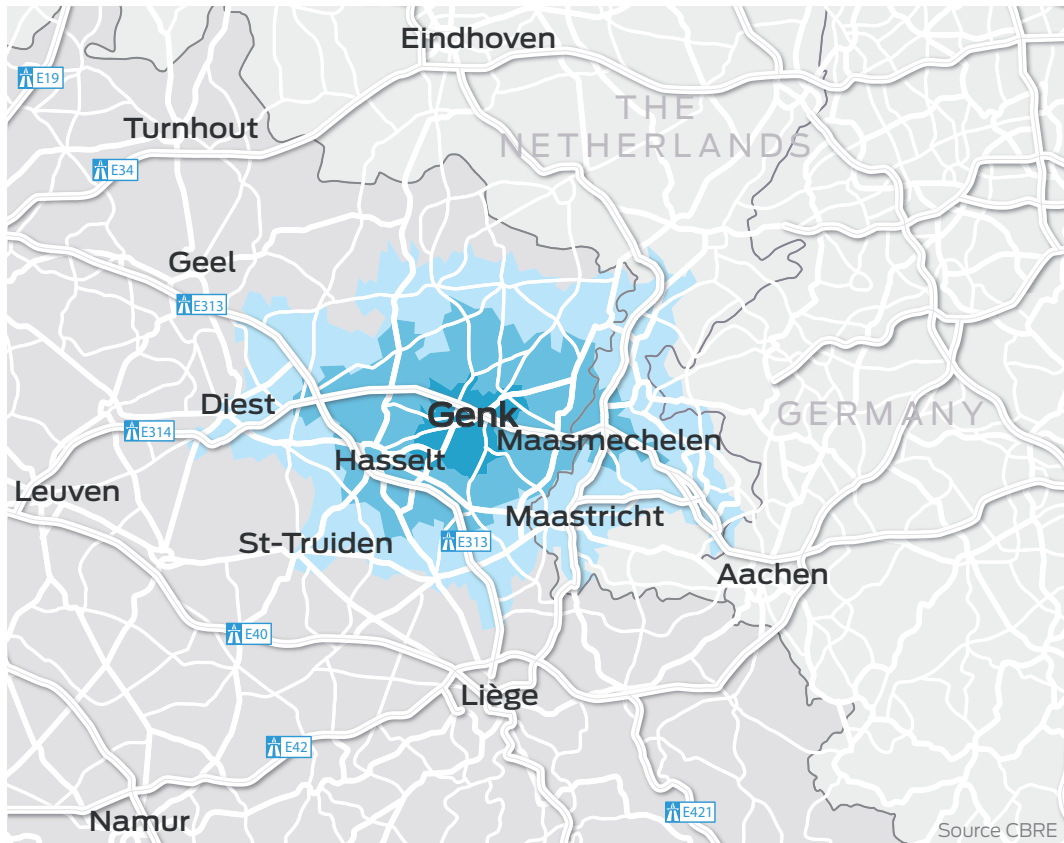 Eindhoven
E19
THE
NETHERLANDS
Turnhout
E34
Geel
E313
Diest
Genk
GERMANY
E314
Maasmechelen
Hasselt
Leuven
Maastricht
St-Truiden
E313
Aachen
E40
Liège
E42
E421
Namur
Source CBRE